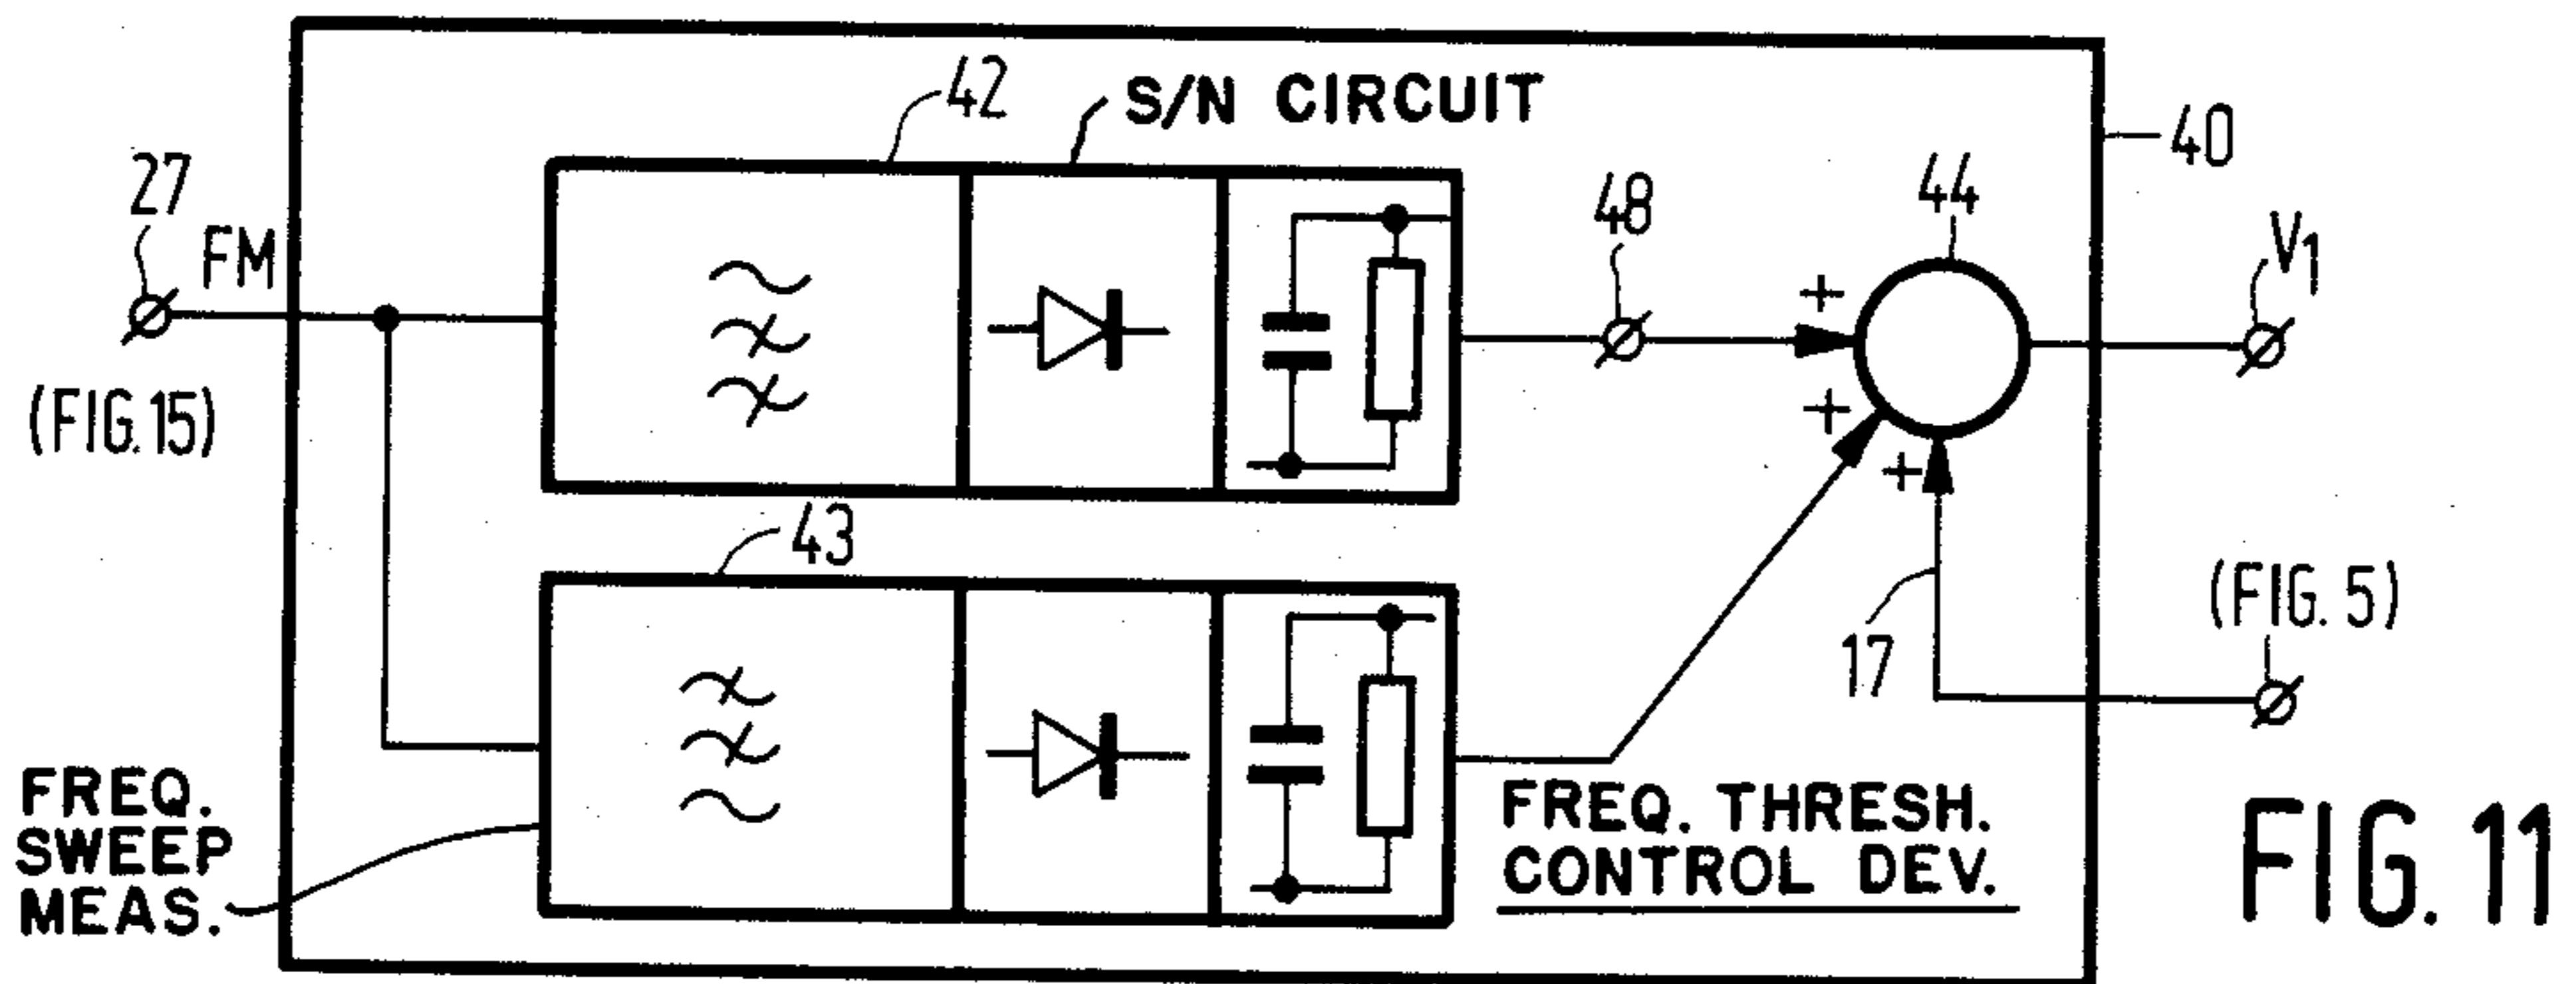 42
S/N CIRCUIT
40
27
FM
48
44
V1
+
+
+
(FIG. 15)
43
17
(FIG. 5)
FREQ.
SWEEP
MEAS.
FREQ. THRESH.
CONTROL DEV.
FIG. 11